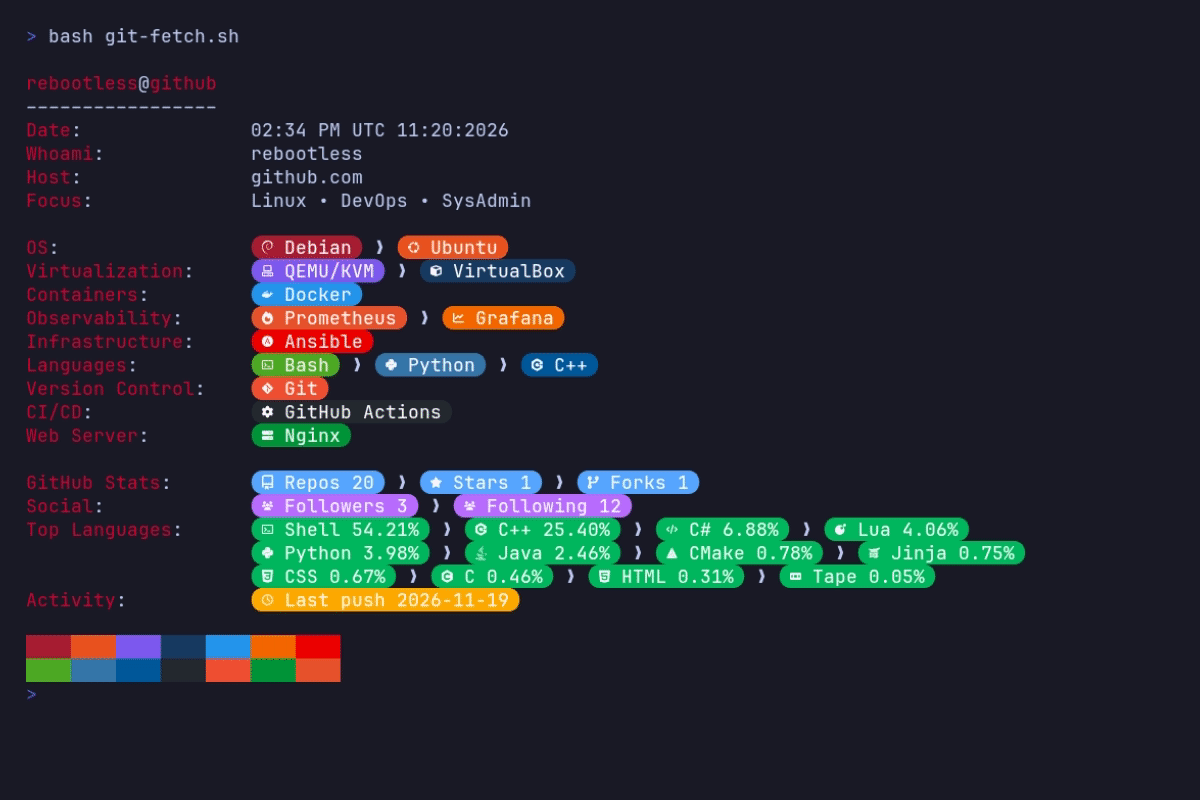 > bash git-fetch.sh
rebootless@github
-----------------
Date: 02:34 PM UTC 11:20:2026
Whoami: rebootless
Host: github.com
Focus: Linux • DevOps • SysAdmin
OS: Debian ❫ Ubuntu
Virtualization: QEMU/KVM ❫ VirtualBox
Containers: Docker
Observability: Prometheus ❫ Grafana
Infrastructure: Ansible
Languages: Bash ❫ Python ❫ C++
Version Control: Git
CI/CD: GitHub Actions
Web Server: Nginx
GitHub Stats: Repos 20 ❫ Stars 1 ❫ Forks 1
Social: Followers 3 ❫ Following 12
Top Languages: Shell 54.21% ❫ C++ 25.40% ❫ C# 6.88% ❫ Lua 4.06%
Python 3.98% ❫ Java 2.46% ❫ CMake 0.78% ❫ Jinja 0.75%
CSS 0.67% ❫ C 0.46% ❫ HTML 0.31% ❫ Tape 0.05%
Activity: Last push 2026-11-19
>